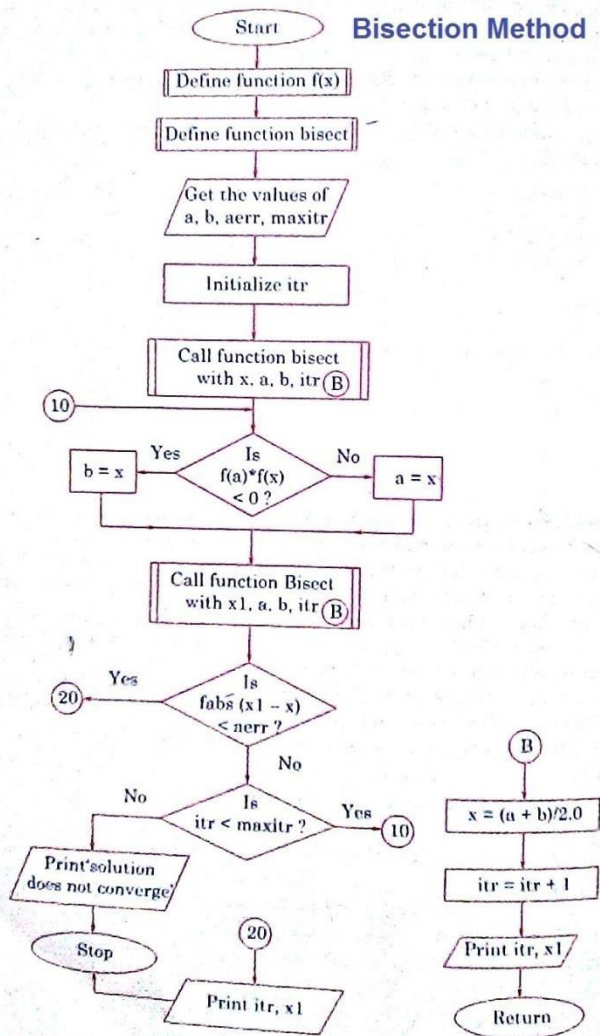 Start
Bisection Method
Define function f(x)
Define function bisect
Get the values of
a, b, aerr, maxitr
Initialize itr
Call function bisect
with x, a, b, itr B
10
Is
f(a)*f(x)
< 0 ?
Yes
No
b = x
a = x
Call function Bisect
with x1, a, b, itr B
Is
fabs (x1 – x)
< aerr ?
Yes
20
No
Is
itr < maxitr ?
No
Yes
10
Print 'solution
does not converge'
Stop
20
Print itr, x1
B
x = (a + b)/2.0
itr = itr + 1
Print itr, x1
Return